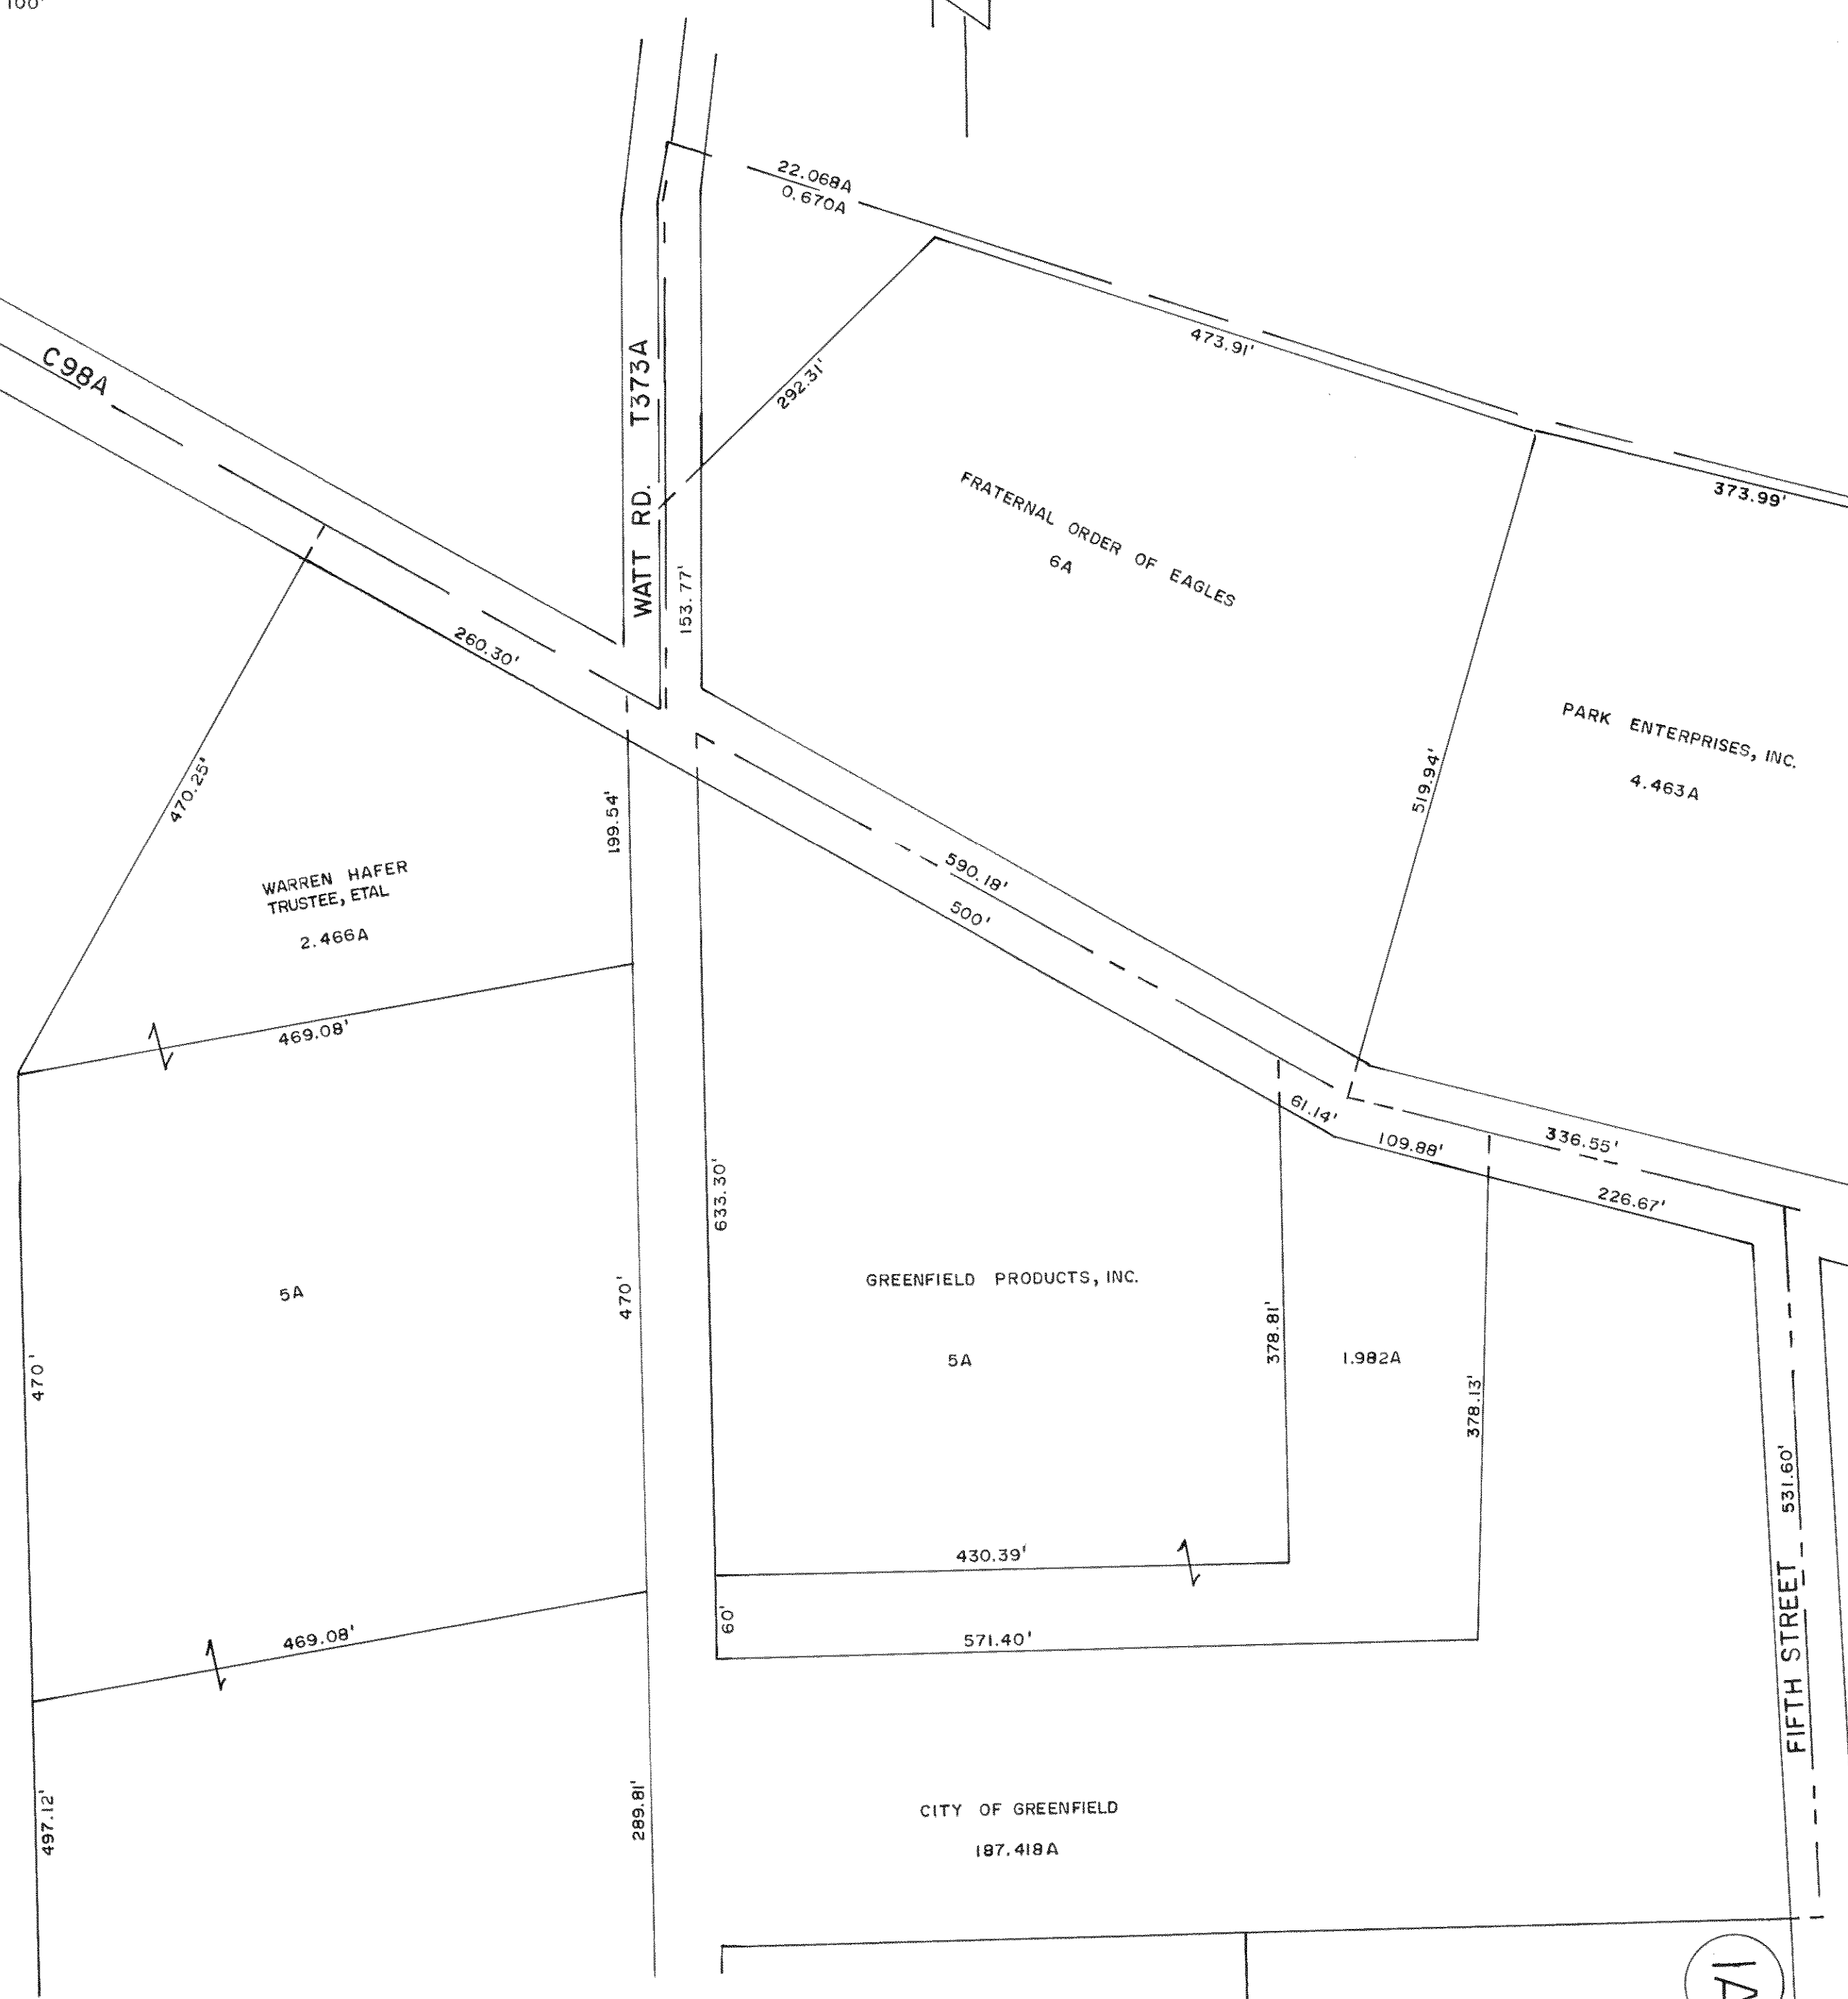 100'
22.068A
0.670A
C98A
WATT RD. T373A
292.31'
473.91'
373.99'
FRATERNAL ORDER OF EAGLES
6A
153.77'
260.30'
PARK ENTERPRISES, INC.
4.463A
519.94'
470.25'
199.54'
WARREN HAFER
TRUSTEE, ETAL
2.466A
590.18'
500'
469.08'
61.14'
109.88'
336.55'
226.67'
633.30'
GREENFIELD PRODUCTS, INC.
5A
5A
470'
470'
378.81'
1.982A
378.13'
FIFTH STREET 531.60'
430.39'
60'
571.40'
469.08'
497.12'
289.81'
CITY OF GREENFIELD
187.418A
1A